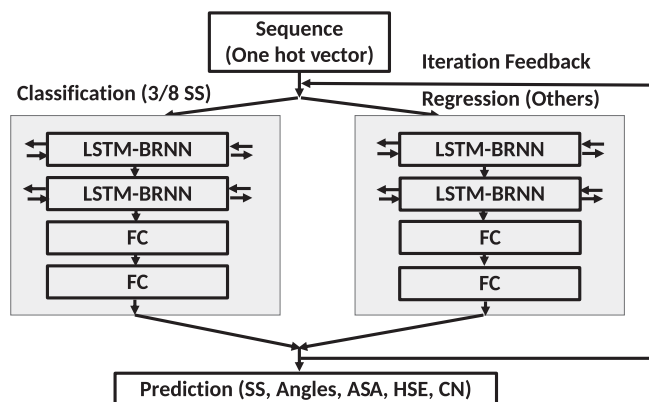 Sequence
(One hot vector)
Iteration Feedback
Classification (3/8 SS)
Regression (Others)
LSTM-BRNN
LSTM-BRNN
FC
FC
LSTM-BRNN
LSTM-BRNN
FC
FC
Prediction (SS, Angles, ASA, HSE, CN)